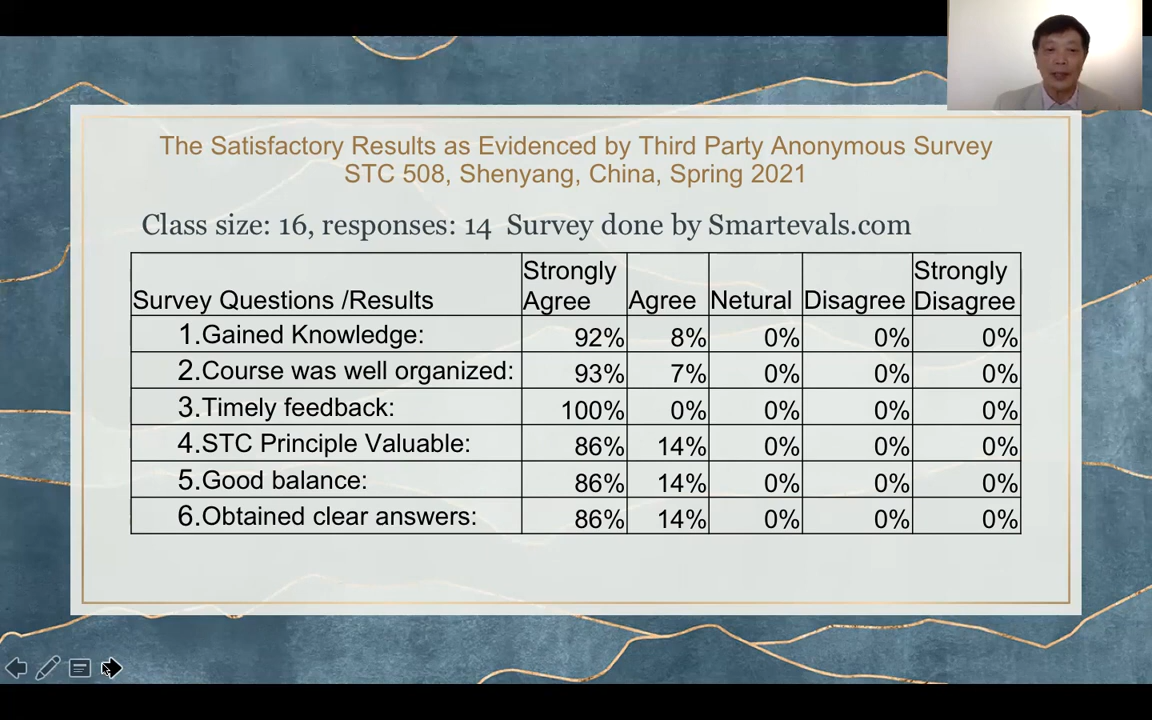 The Satisfactory Results as Evidenced by Third Party Anonymous Survey
STC 508, Shenyang, China, Spring 2021
Class size: 16, responses: 14 Survey done by Smartevals.com
Survey Questions /Results Strongly Agree Agree Netural Disagree Strongly Disagree
1.Gained Knowledge: 92% 8% 0% 0% 0%
2.Course was well organized: 93% 7% 0% 0% 0%
3.Timely feedback: 100% 0% 0% 0% 0%
4.STC Principle Valuable: 86% 14% 0% 0% 0%
5.Good balance: 86% 14% 0% 0% 0%
6.Obtained clear answers: 86% 14% 0% 0% 0%